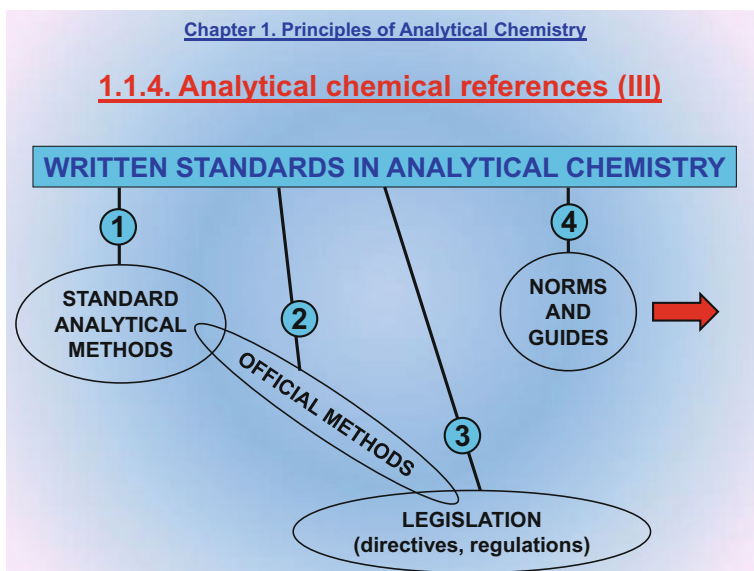 Chapter 1. Principles of Analytical Chemistry
1.1.4. Analytical chemical references (III)
WRITTEN STANDARDS IN ANALYTICAL CHEMISTRY
1
4
STANDARD
ANALYTICAL
METHODS
NORMS
AND
GUIDES
2
OFFICIAL METHODS
3
LEGISLATION
(directives, regulations)